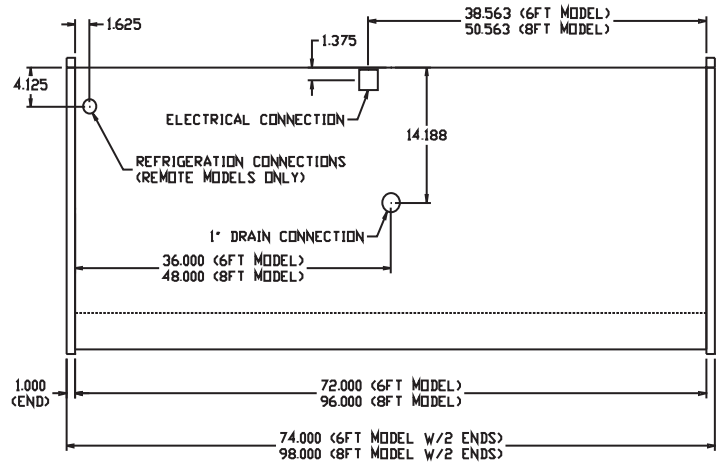 38.563 (6FT MODEL)
50.563 (8FT MODEL)
1.625
1.375
4.125
ELECTRICAL CONNECTION
14.188
REFRIGERATION CONNECTIONS
(REMOTE MODELS ONLY)
1" DRAIN CONNECTION
36.000 (6FT MODEL)
48.000 (8FT MODEL)
1.000
(END)
72.000 (6FT MODEL)
96.000 (8FT MODEL)
74.000 (6FT MODEL W/2 ENDS)
98.000 (8FT MODEL W/2 ENDS)